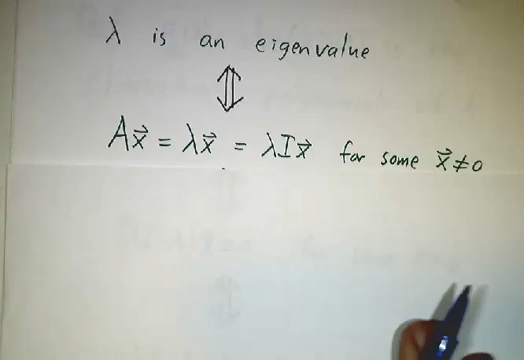 λ is an eigenvalue
⇕
Ax⃗ = λx⃗ = λIx⃗ for some x⃗≠0